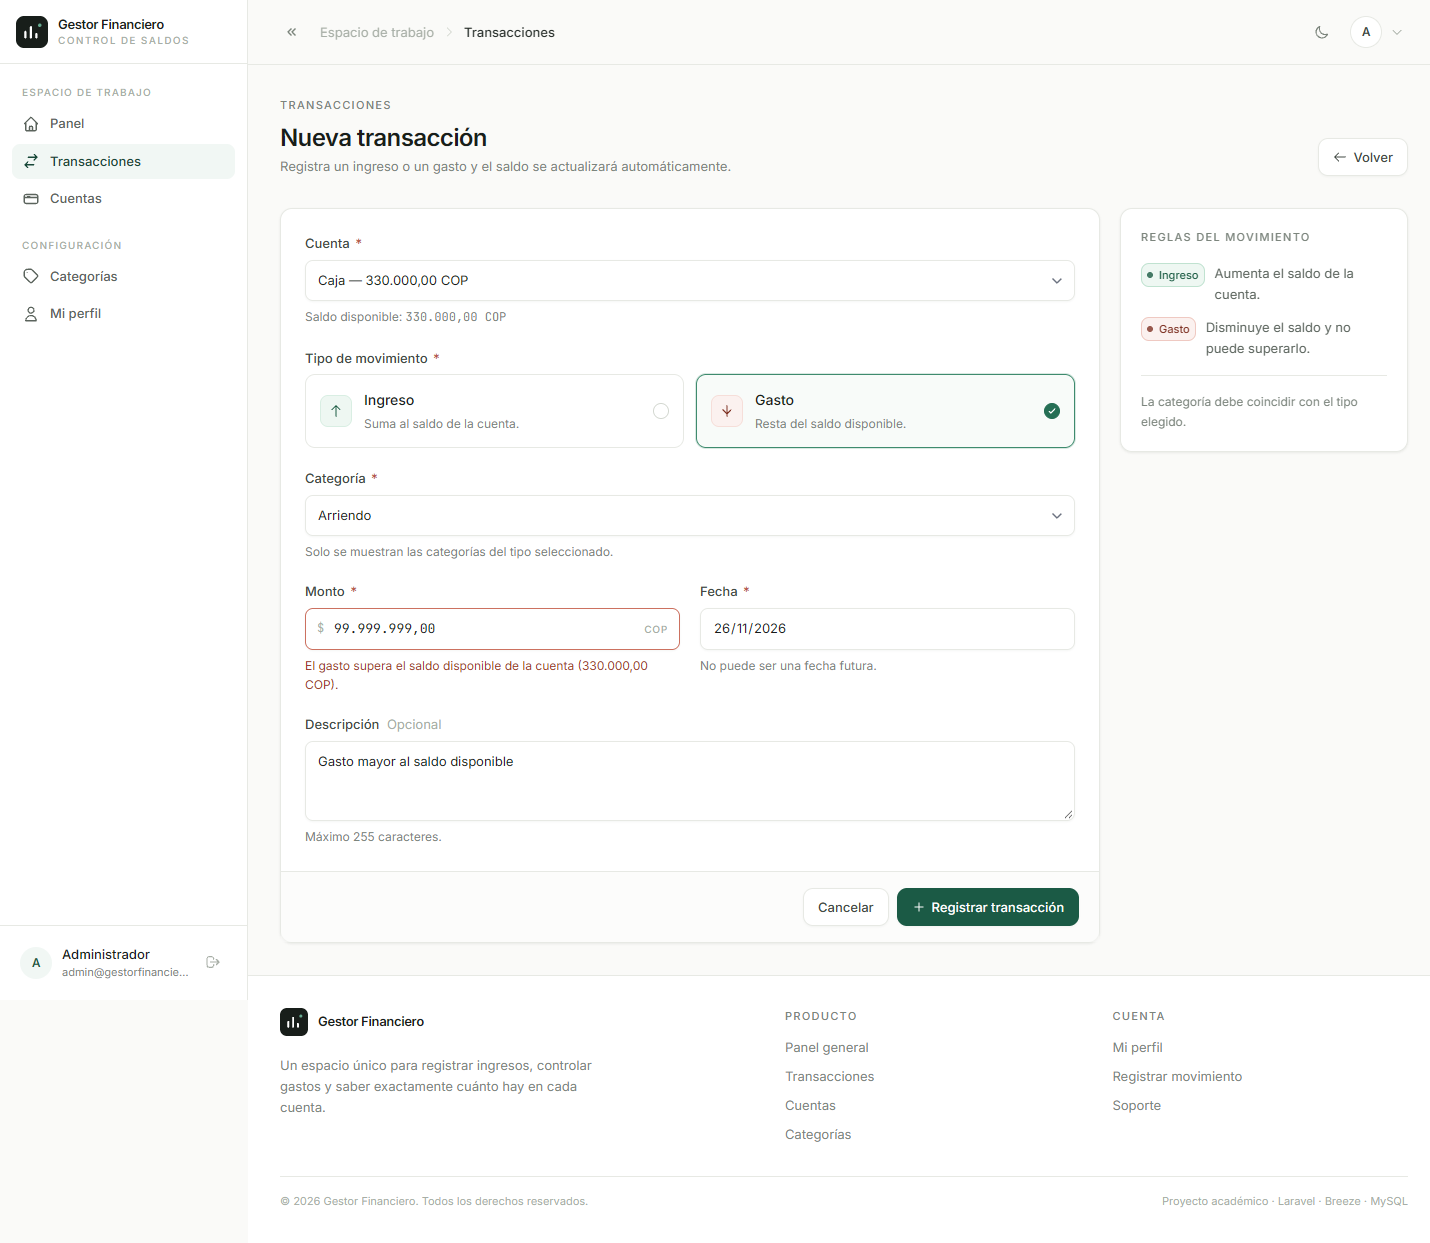 Gestor Financiero
CONTROL DE SALDOS
ESPACIO DE TRABAJO
Panel
Transacciones
Cuentas
CONFIGURACIÓN
Categorías
Mi perfil
A
Administrador
admin@gestorfinancie...
Espacio de trabajo
Transacciones
A
TRANSACCIONES
Nueva transacción
Registra un ingreso o un gasto y el saldo se actualizará automáticamente.
Volver
Cuenta *
Caja — 330.000,00 COP
Saldo disponible: 330.000,00 COP
Tipo de movimiento *
Ingreso
Suma al saldo de la cuenta.
Gasto
Resta del saldo disponible.
Categoría *
Arriendo
Solo se muestran las categorías del tipo seleccionado.
Monto *
$ 99.999.999,00 COP
El gasto supera el saldo disponible de la cuenta (330.000,00
COP).
Fecha *
26/11/2026
No puede ser una fecha futura.
Descripción Opcional
Gasto mayor al saldo disponible
Máximo 255 caracteres.
Cancelar
+ Registrar transacción
REGLAS DEL MOVIMIENTO
Ingreso
Aumenta el saldo de la
cuenta.
Gasto
Disminuye el saldo y no
puede superarlo.
La categoría debe coincidir con el tipo
elegido.
Gestor Financiero
Un espacio único para registrar ingresos, controlar
gastos y saber exactamente cuánto hay en cada
cuenta.
PRODUCTO
Panel general
Transacciones
Cuentas
Categorías
CUENTA
Mi perfil
Registrar movimiento
Soporte
© 2026 Gestor Financiero. Todos los derechos reservados.
Proyecto académico · Laravel · Breeze · MySQL